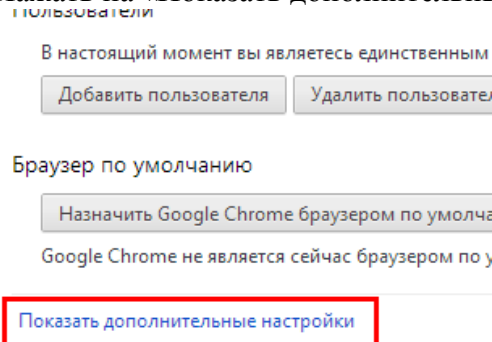 Пользователи
В настоящий момент вы являетесь единственным
Добавить пользователя Удалить
Браузер по умолчанию
Назначить Google Chrome браузером по
Google Chrome не является сейчас браузером по
Показать дополнительные настройки